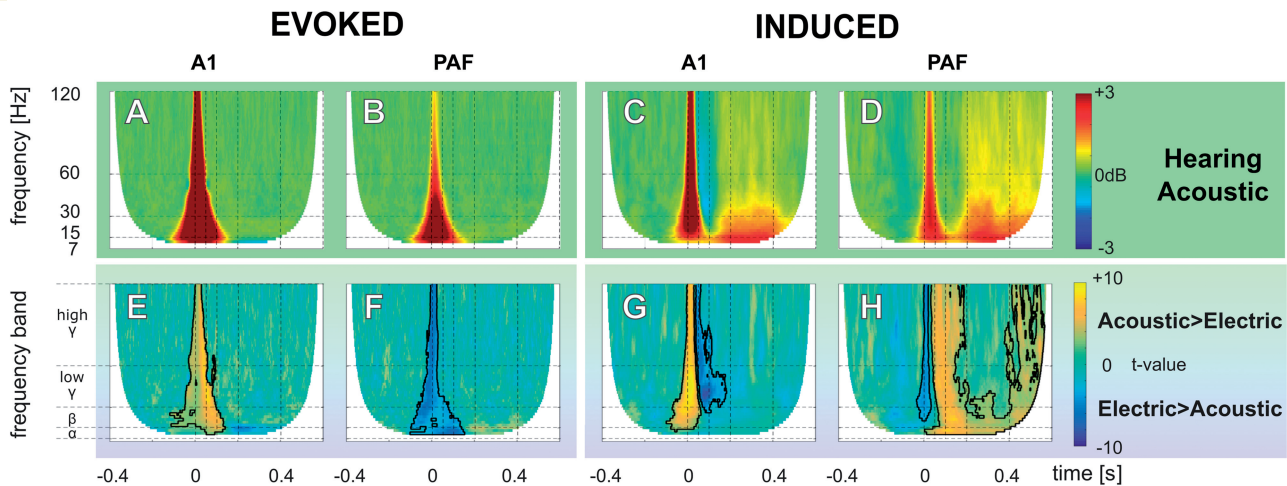 EVOKED INDUCED
A1 PAF A1 PAF
frequency [Hz]
120
60
30
15
7
A B C D
+3
0dB
-3
Hearing
Acoustic
frequency band
high
γ
low
γ
β
α
E F G H
+10
Acoustic>Electric
0 t-value
Electric>Acoustic
-10
-0.4 0 0.4 -0.4 0 0.4 -0.4 0 0.4 -0.4 0 0.4 time [s]